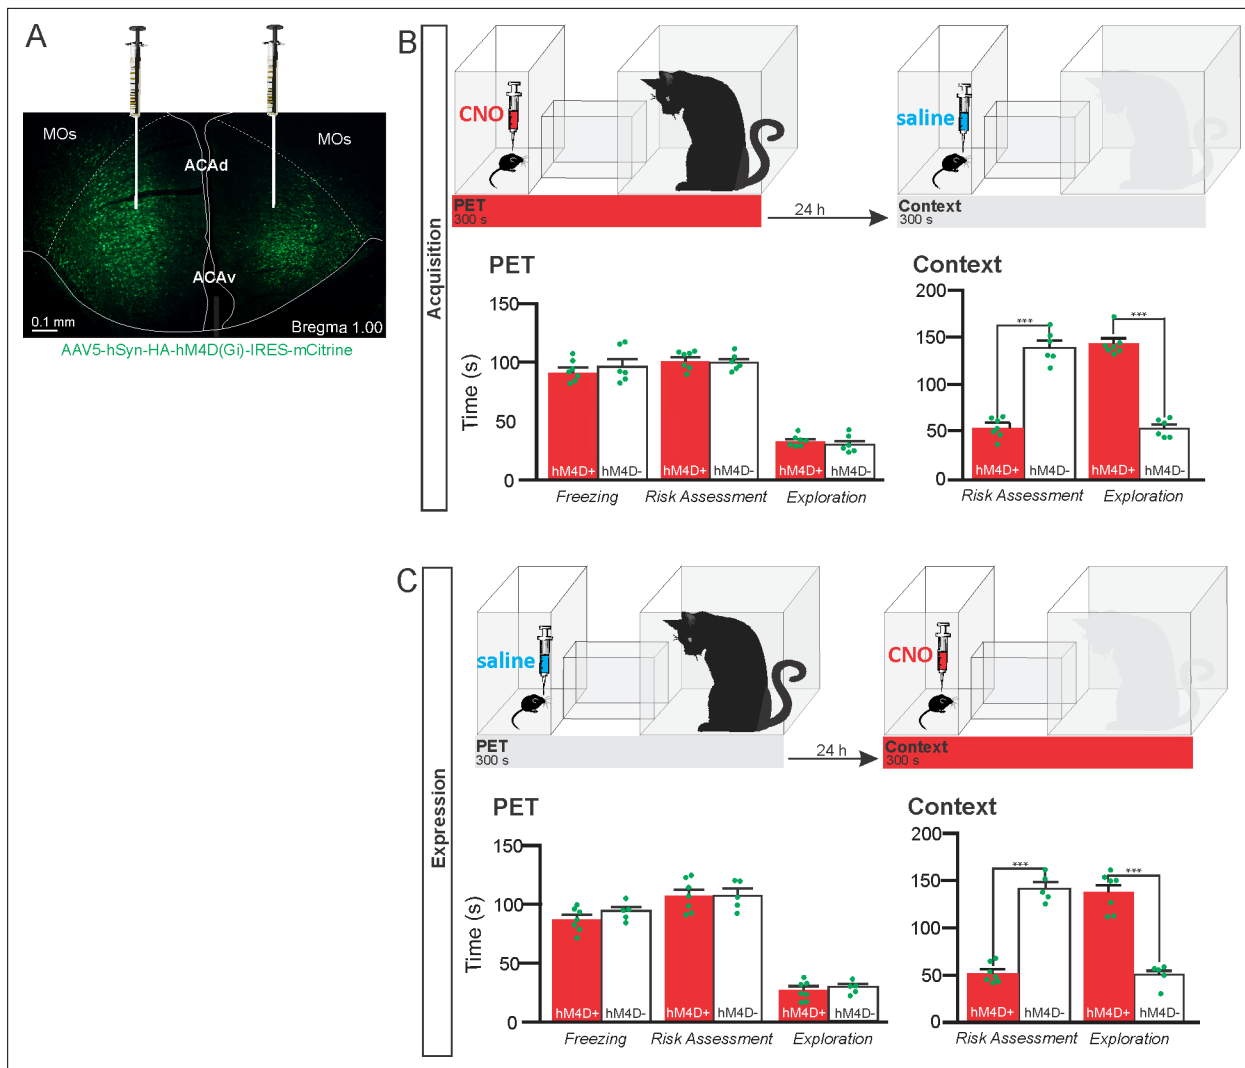 A
MOs
MOs
ACAd
ACAv
0.1 mm
Bregma 1.00
AAV5-hSyn-HA-hM4D(Gi)-IRES-mCitrine
B
Acquisition
CNO
PET
300 s
24 h
saline
Context
300 s
PET
Time (s)
150
100
50
0
hM4D+
hM4D-
hM4D+
hM4D-
hM4D+
hM4D-
Freezing
Risk Assessment
Exploration
Context
200
150
100
50
0
***
***
hM4D+
hM4D-
hM4D+
hM4D-
Risk Assessment
Exploration
C
Expression
saline
PET
300 s
24 h
CNO
Context
300 s
PET
Time (s)
150
100
50
0
hM4D+
hM4D-
hM4D+
hM4D-
hM4D+
hM4D-
Freezing
Risk Assessment
Exploration
Context
200
150
100
50
0
***
***
hM4D+
hM4D-
hM4D+
hM4D-
Risk Assessment
Exploration